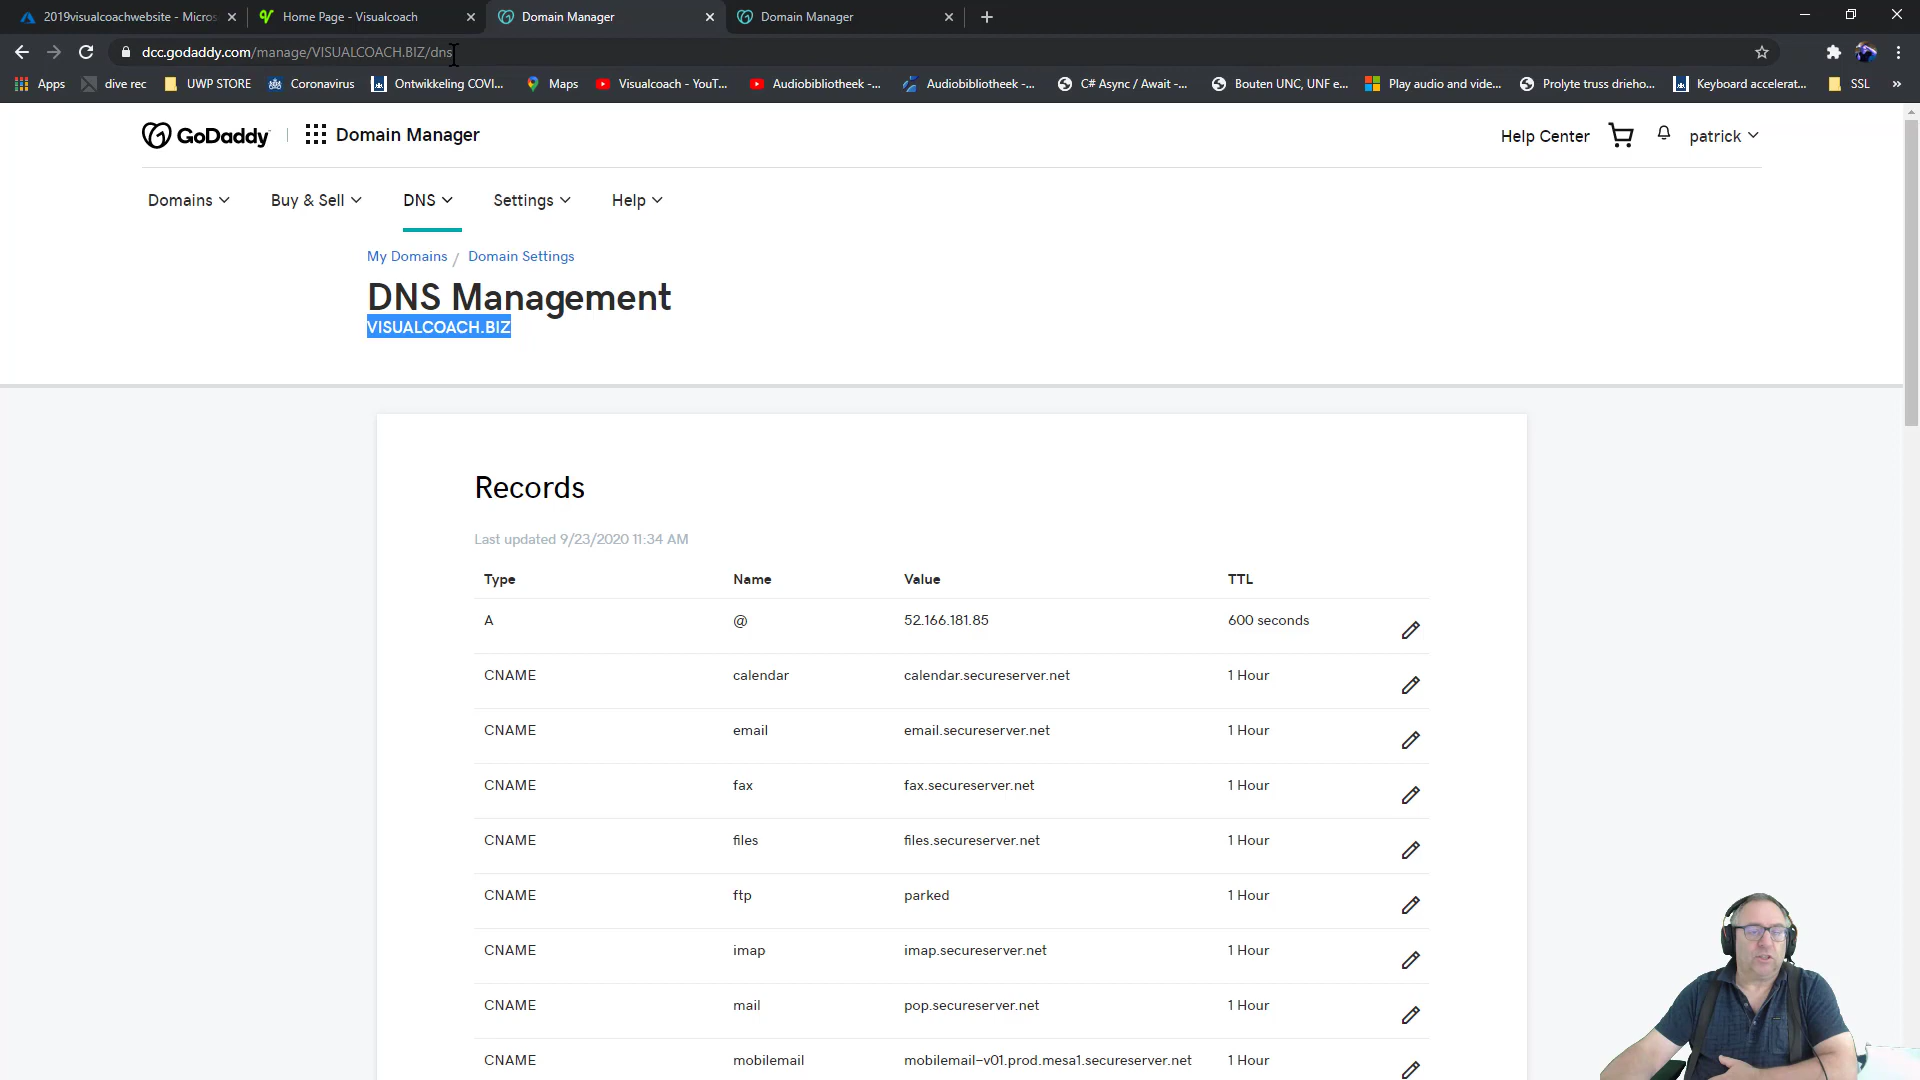 2019visualcoachwebsite - Micros
Home Page - Visualcoach
Domain Manager
Domain Manager
dcc.godaddy.com/manage/VISUALCOACH.BIZ/dns
Apps
dive rec
UWP STORE
Coronavirus
Ontwikkeling COVI...
Maps
Visualcoach - YouT...
Audiobibliotheek -...
Audiobibliotheek -...
C# Async / Await -...
Bouten UNC, UNF e...
Play audio and vide...
Prolyte truss drieho...
Keyboard accelerat...
SSL
»
GoDaddy
Domain Manager
Help Center
patrick
Domains
Buy & Sell
DNS
Settings
Help
My Domains / Domain Settings
DNS Management
VISUALCOACH.BIZ
Records
Last updated 9/23/2020 11:34 AM
Type Name Value TTL
A @ 52.166.181.85 600 seconds
CNAME calendar calendar.secureserver.net 1 Hour
CNAME email email.secureserver.net 1 Hour
CNAME fax fax.secureserver.net 1 Hour
CNAME files files.secureserver.net 1 Hour
CNAME ftp parked 1 Hour
CNAME imap imap.secureserver.net 1 Hour
CNAME mail pop.secureserver.net 1 Hour
CNAME mobilemail mobilemail-v01.prod.mesa1.secureserver.net 1 Hour